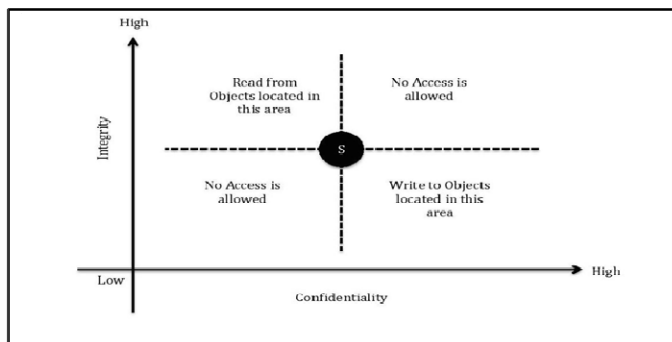 High
Read from
Objects located in
this area
No Access is
allowed
Integrity
S
No Access is
allowed
Write to Objects
located in this
area
Low
High
Confidentiality